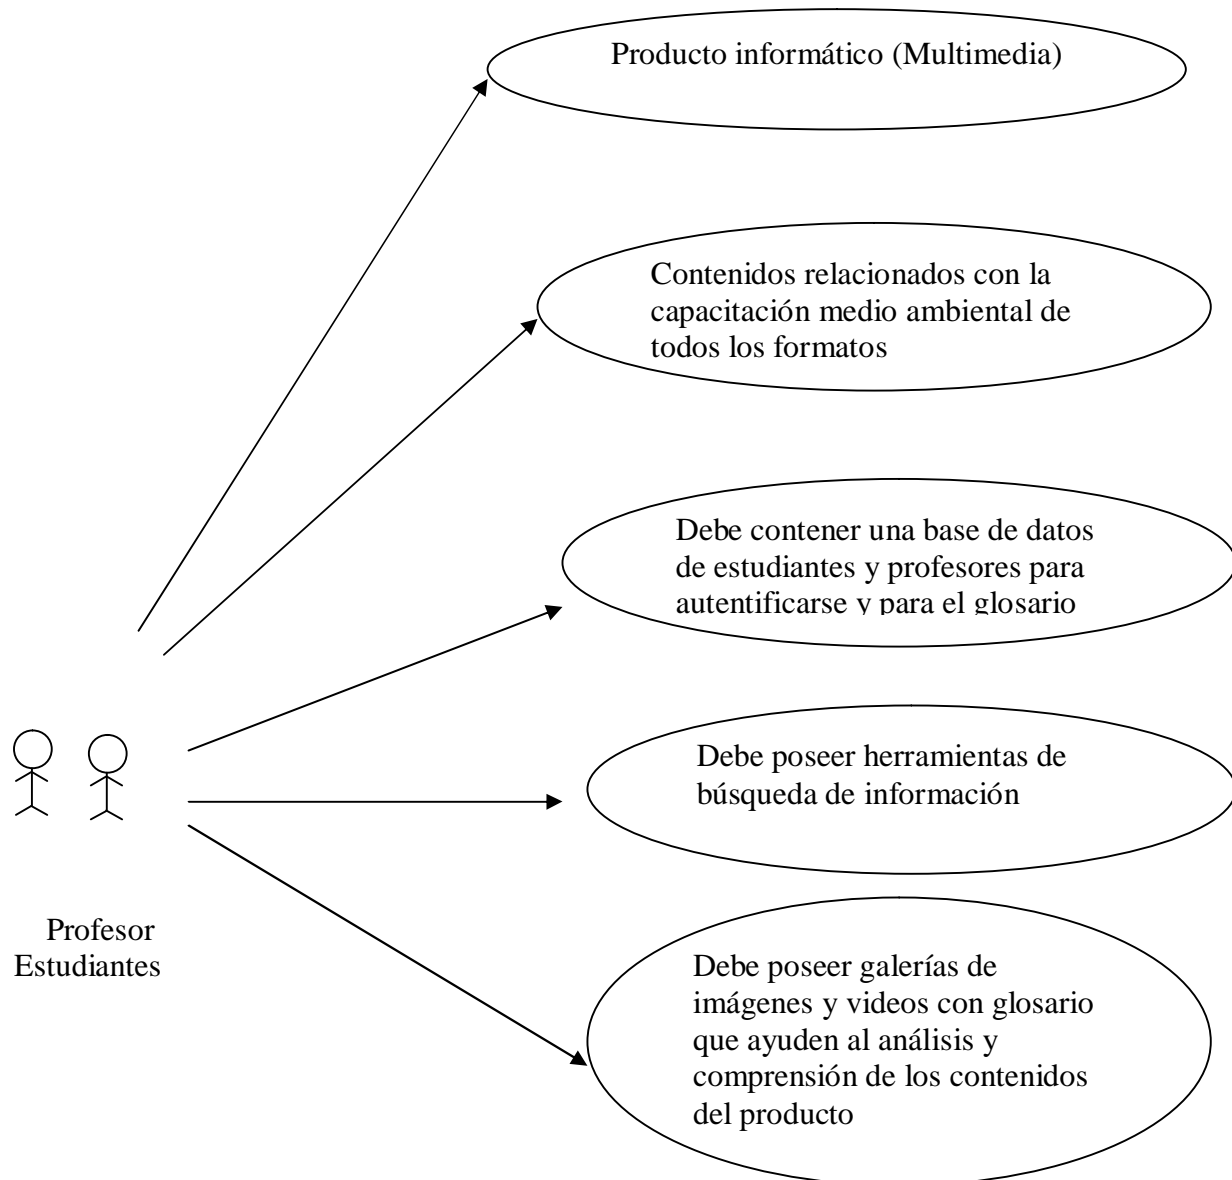 Producto informático (Multimedia)
Contenidos relacionados con la
capacitación medio ambiental de
todos los formatos
Debe contener una base de datos
de estudiantes y profesores para
autentificarse y para el glosario
Debe poseer herramientas de
búsqueda de información
Profesor
Estudiantes
Debe poseer galerías de
imágenes y videos con glosario
que ayuden al análisis y
comprensión de los contenidos
del producto